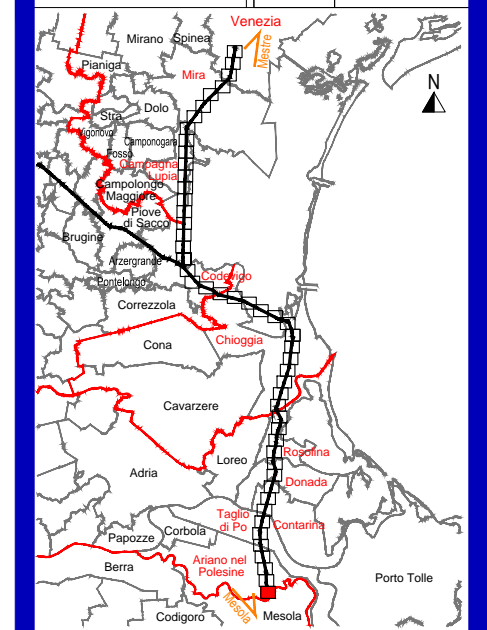 Venezia
Mirano
Spinea
Mestre
Pianiga
Mira
N
Dolo
Stra
Vigonovo
Camponogara
Fosso
Campagna
Lupia
Campolongo
Maggiore
Piove
di Sacco
Brugine
Arzergrande
Codevigo
Pontelongo
Correzzola
Chioggia
Cona
Cavarzere
Rosolina
Loreo
Adria
Donada
Taglio
di Po
Contarina
Corbola
Papozze
Ariano nel
Polesine
Berra
Porto Tolle
Mesola
Codigoro
Mesola